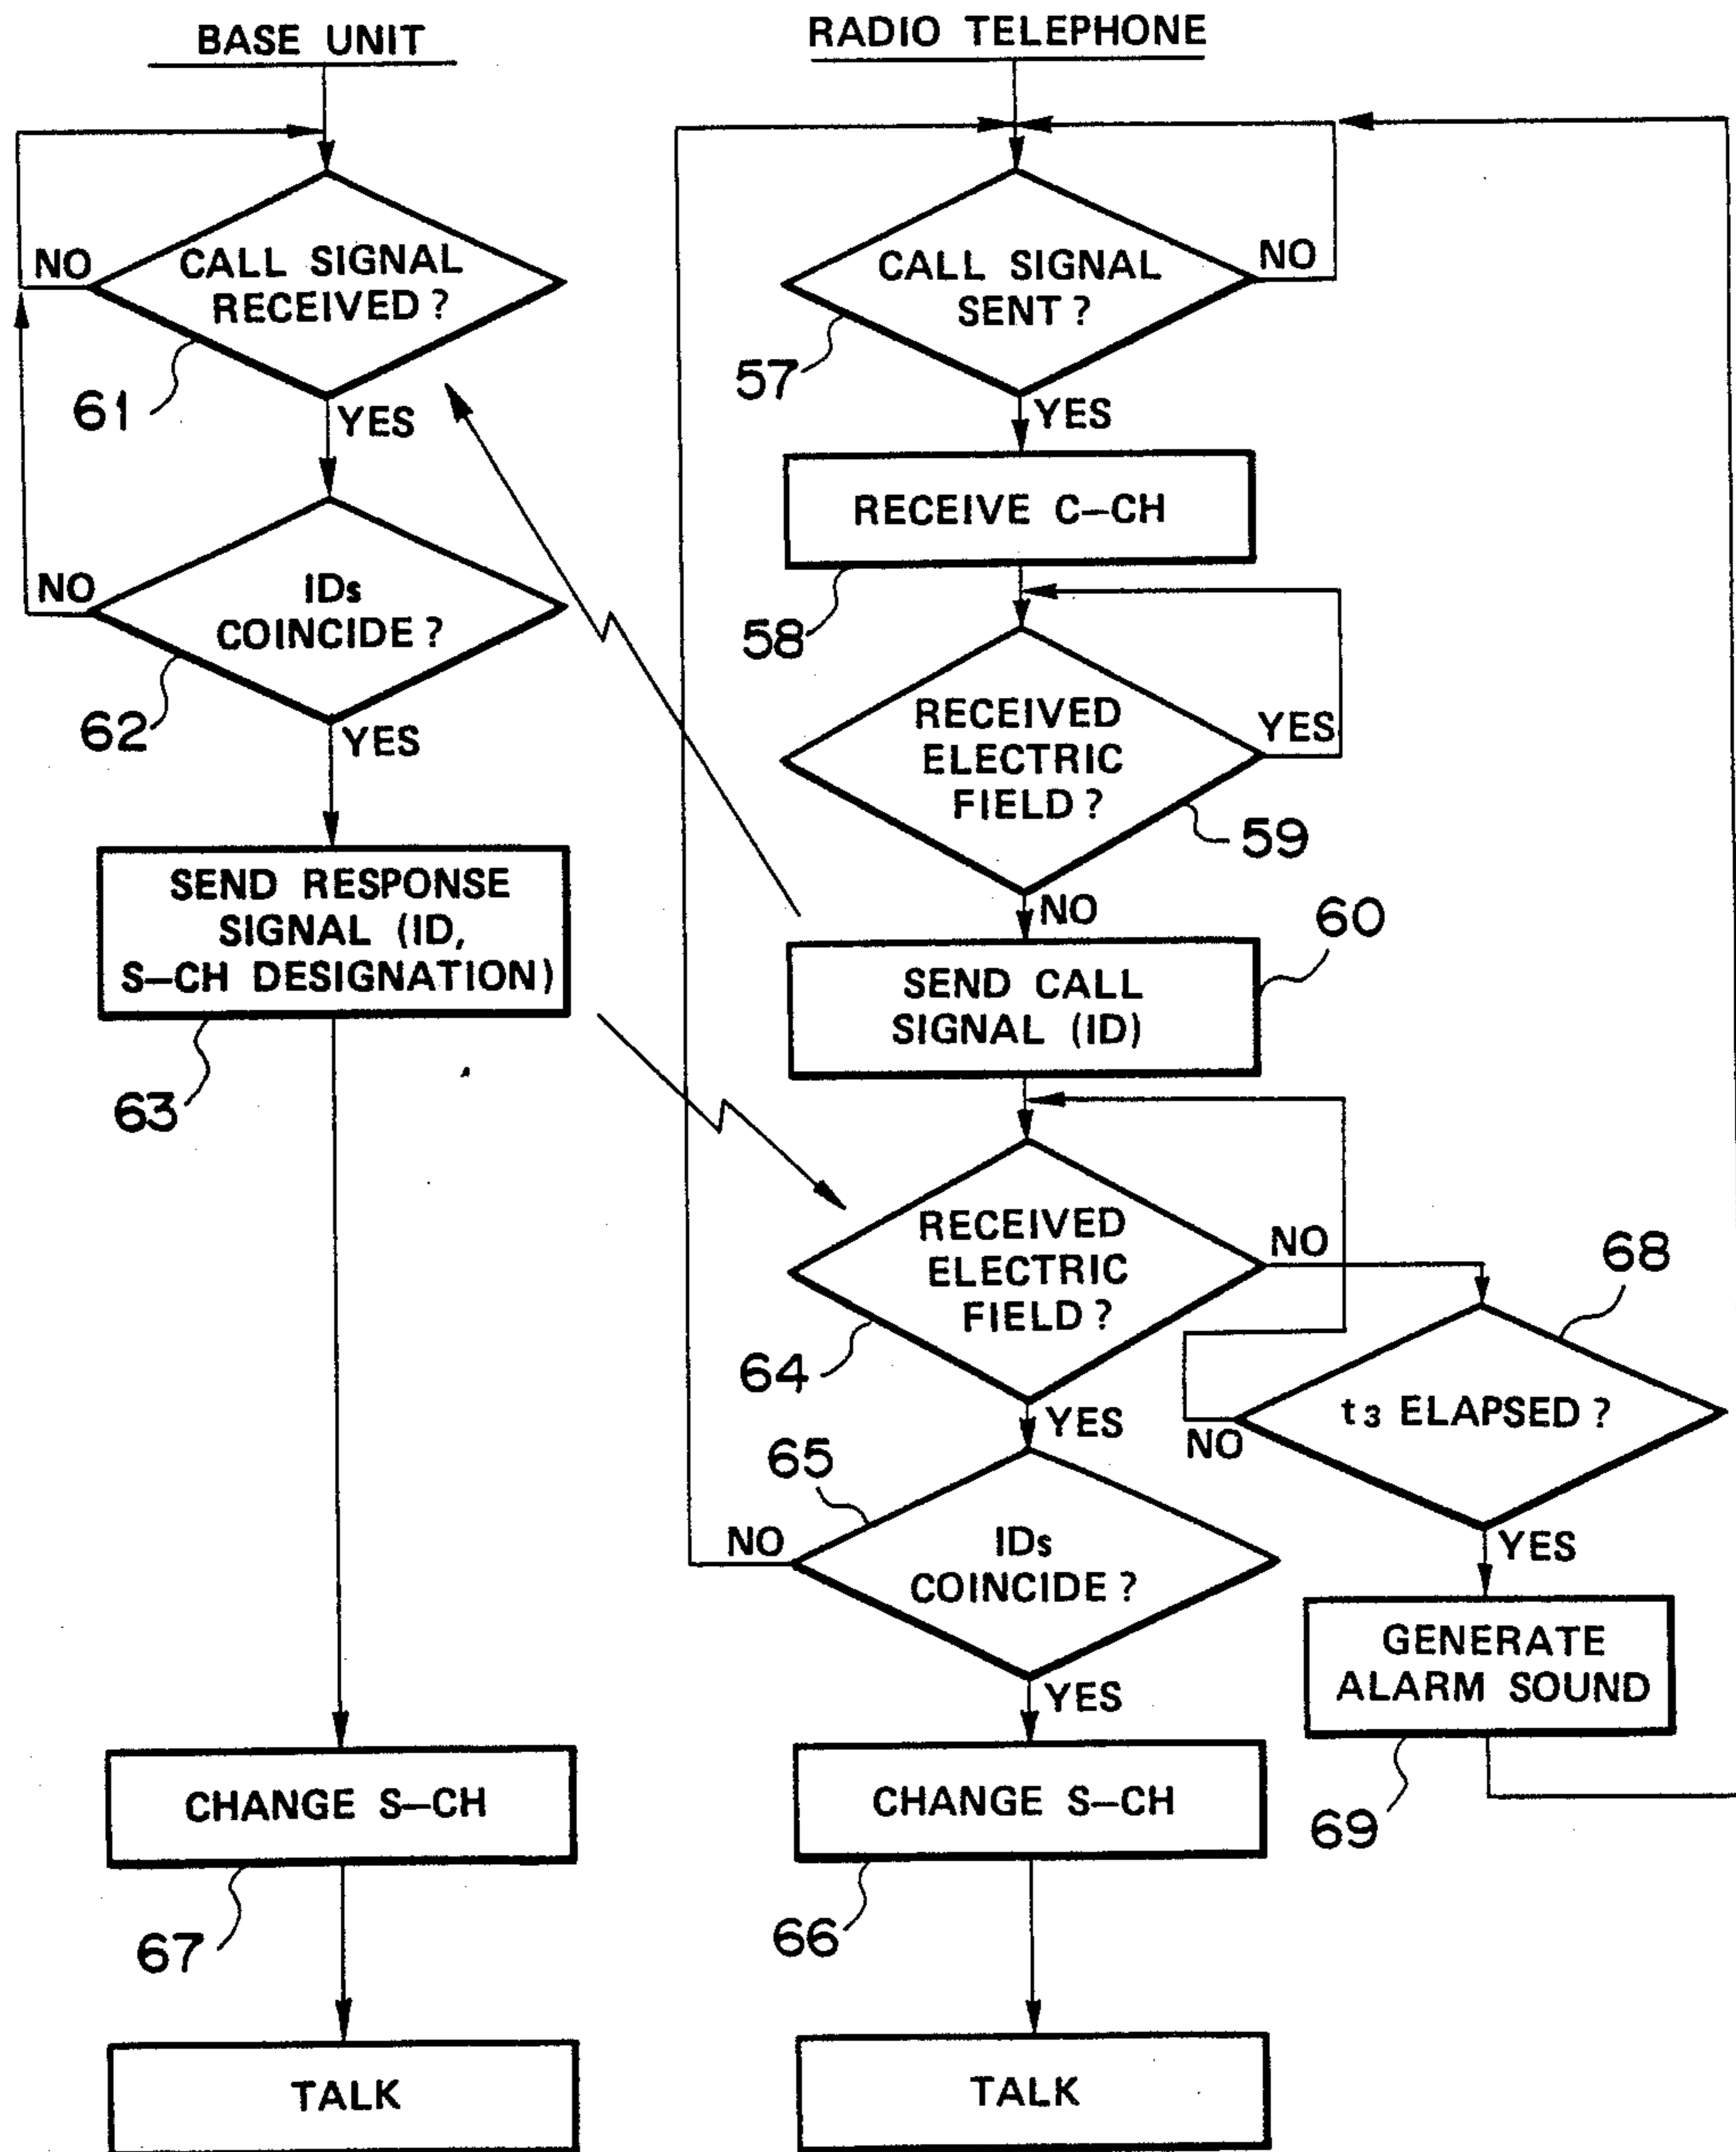 BASE UNIT
CALL SIGNAL
RECEIVED?
NO
61
YES
IDs
COINCIDE?
NO
62
YES
SEND RESPONSE
SIGNAL (ID,
S-CH DESIGNATION)
63
CHANGE S-CH
67
TALK
RADIO TELEPHONE
CALL SIGNAL
SENT?
NO
57
YES
RECEIVE C-CH
58
RECEIVED
ELECTRIC
FIELD?
YES
59
NO
60
SEND CALL
SIGNAL (ID)
RECEIVED
ELECTRIC
FIELD?
NO
64
YES
68
t3 ELAPSED?
NO
YES
65
IDs
COINCIDE?
NO
YES
GENERATE
ALARM SOUND
69
CHANGE S-CH
66
TALK